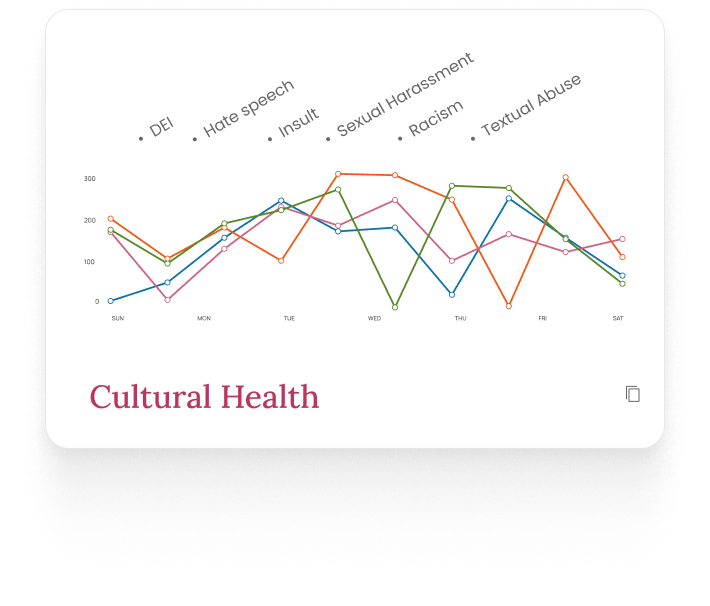 • DEI
• Hate speech
• Insult
• Sexual Harassment
• Racism
• Textual Abuse
300
200
100
0
SUN MON TUE WED THU FRI SAT
Cultural Health